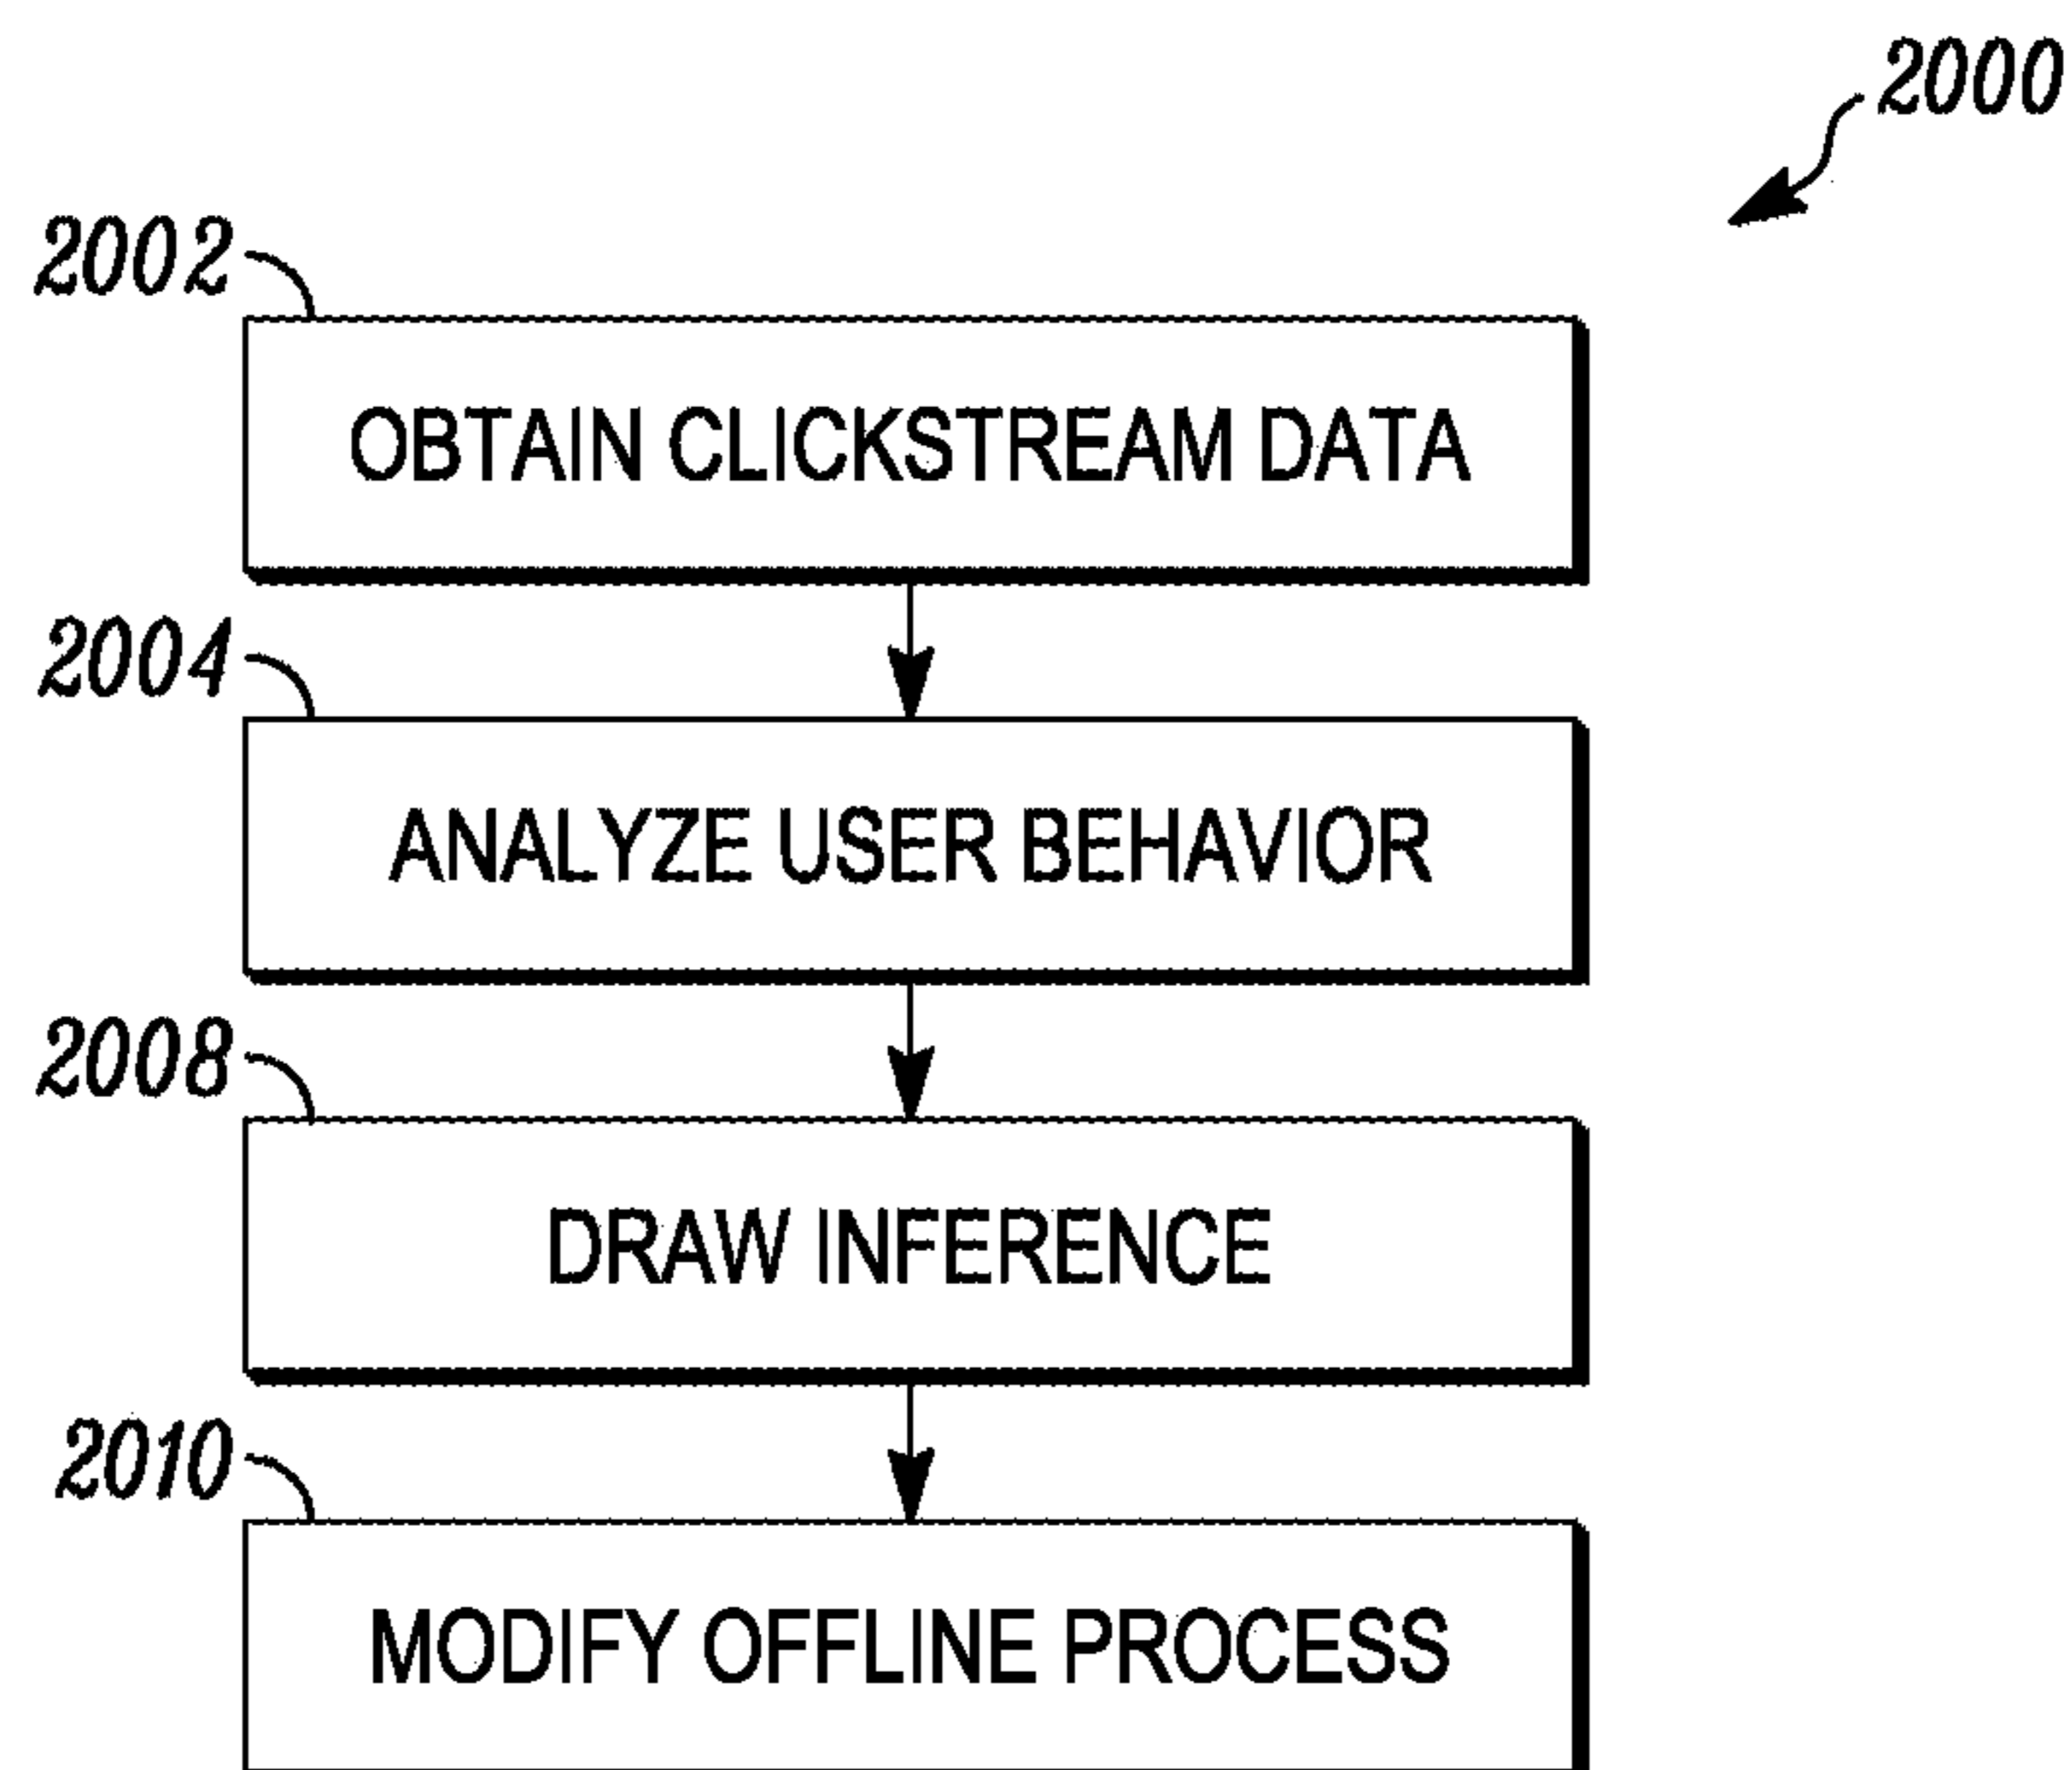 2000
2002
OBTAIN CLICKSTREAM DATA
2004
ANALYZE USER BEHAVIOR
2008
DRAW INFERENCE
2010
MODIFY OFFLINE PROCESS